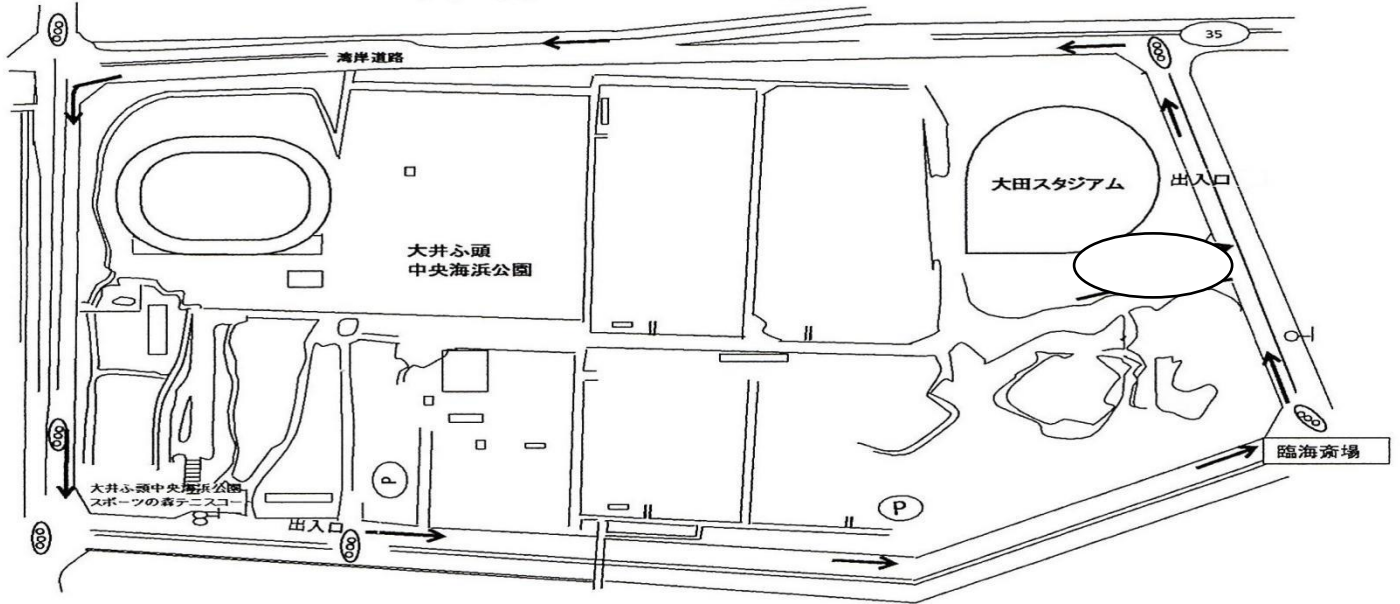 35
湾岸道路
大田スタジアム
出入口
大井ふ頭
中央海浜公園
臨海斎場
大井ふ頭中央海浜公園
スポーツの森テニスコー
P
P
出入口